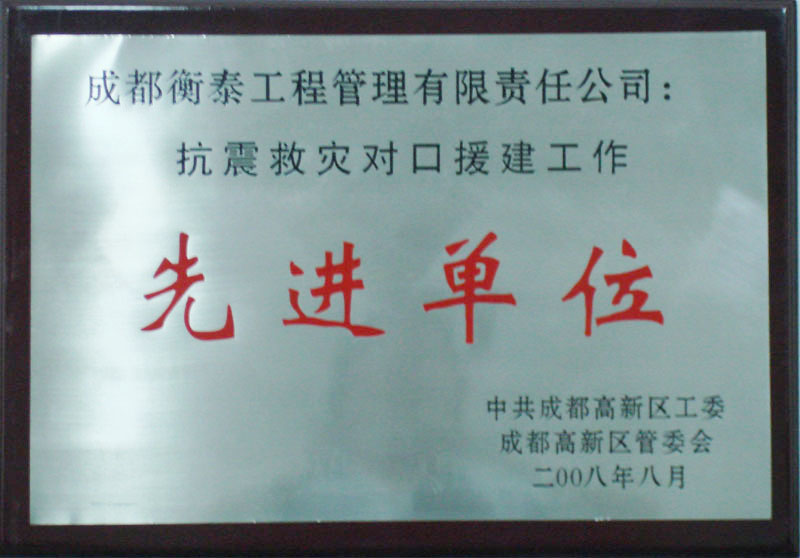 成都衡泰工程管理有限责任公司：
抗震救灾对口援建工作
先进单位
中共成都高新区工委
成都高新区管委会
二00八年八月